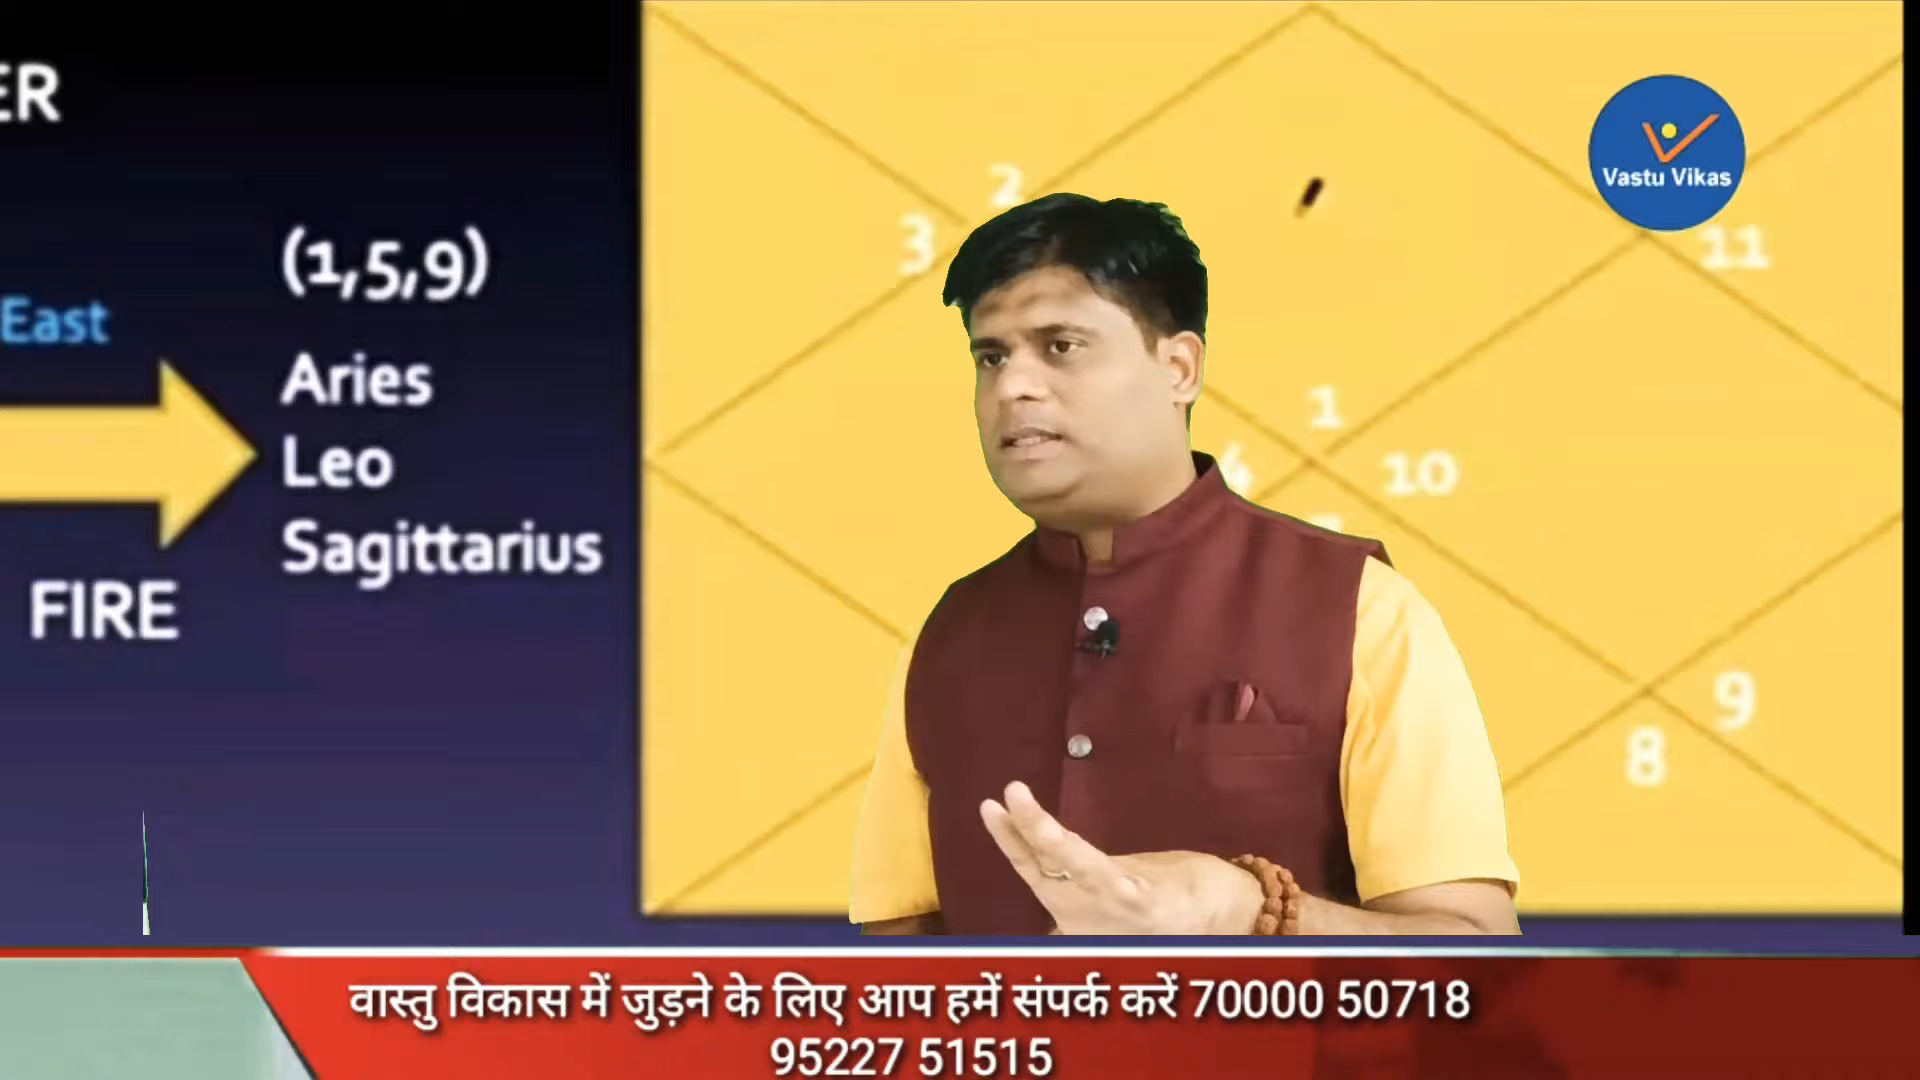 East
FIRE
(1,5,9)
Aries
Leo
Sagittarius
2
3
1
4
10
11
9
8
Vastu Vikas
वास्तु विकास में जुड़ने के लिए आप हमें संपर्क करें 70000 50718
95227 51515